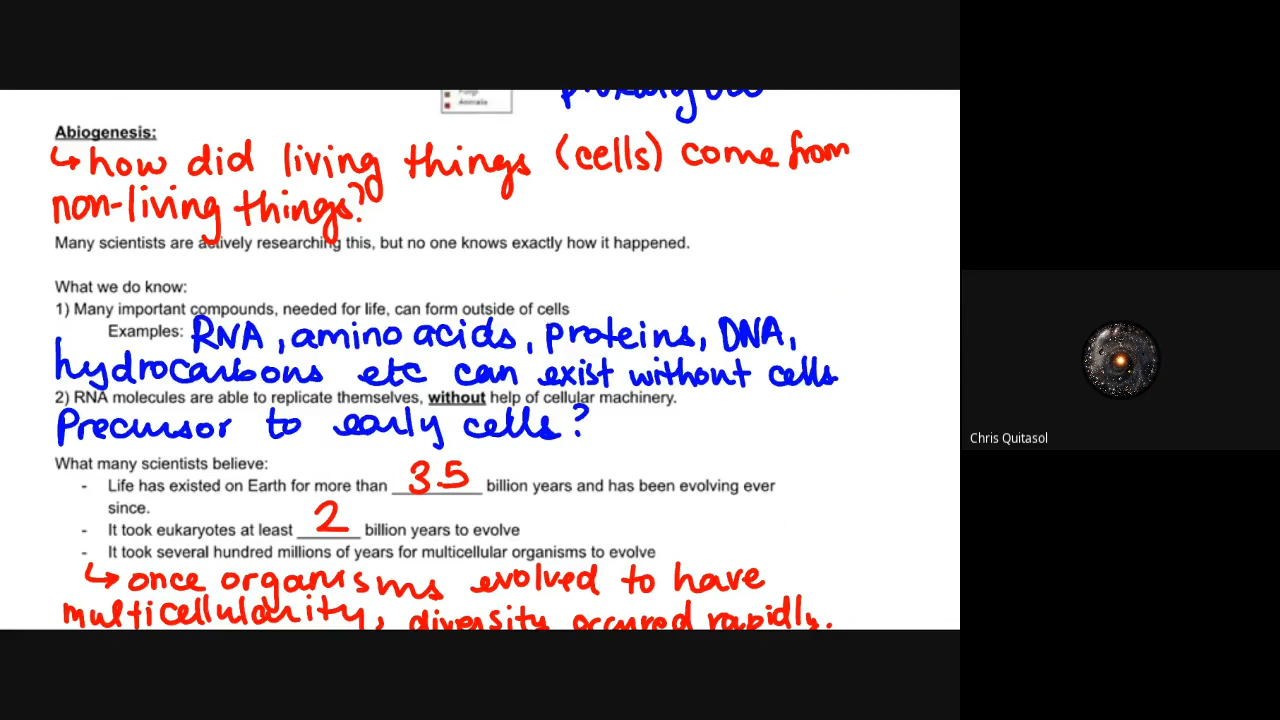 Fungi
Animalia
Abiogenesis:
↳ how did living things (cells) come from
non-living things?
Many scientists are actively researching this, but no one knows exactly how it happened.
What we do know:
1) Many important compounds, needed for life, can form outside of cells
Examples: RNA, amino acids, proteins, DNA,
hydrocarbons etc can exist without cells
2) RNA molecules are able to replicate themselves, without help of cellular machinery.
Precursor to early cells?
What many scientists believe:
- Life has existed on Earth for more than 3.5 billion years and has been evolving ever
since.
- It took eukaryotes at least 2 billion years to evolve
- It took several hundred millions of years for multicellular organisms to evolve
↳ once organisms evolved to have
multicellularity, diversity occured rapidly.
Chris Quitasol